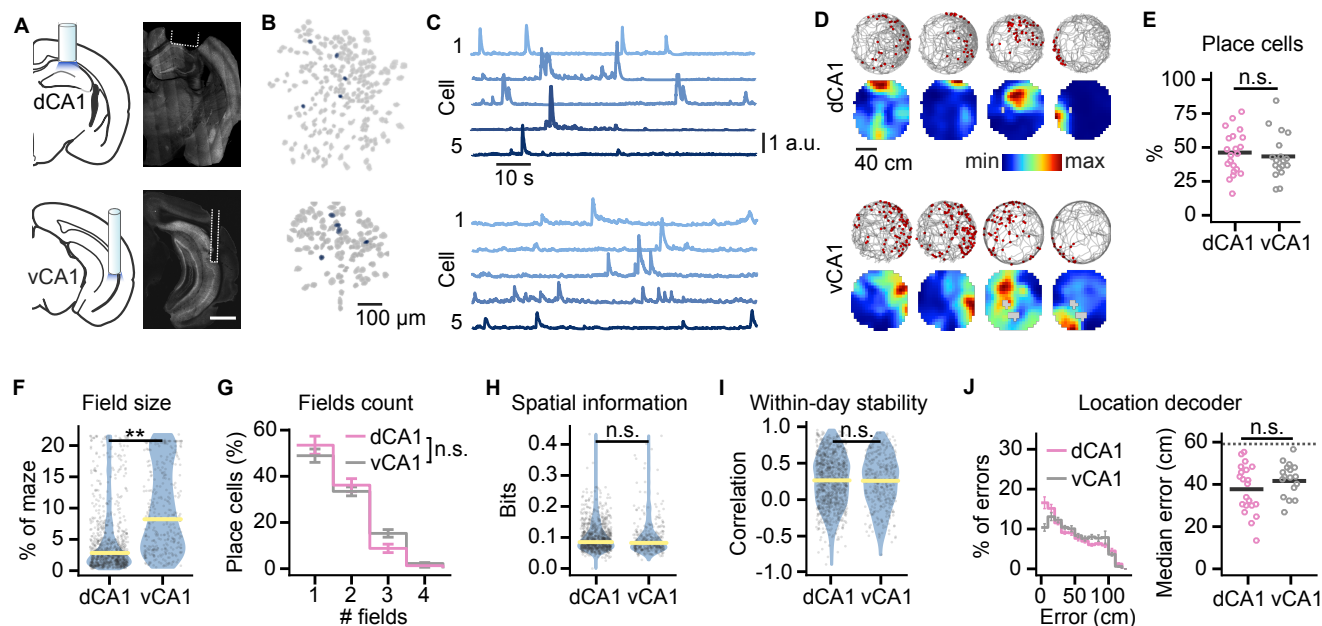 A
dCA1
vCA1
B
100 µm
C
1
Cell
5
1 a.u.
10 s
1
Cell
5
D
dCA1
40 cm
min
max
vCA1
E
Place cells
n.s.
%
100
75
50
25
0
dCA1 vCA1
F
Field size
**
% of maze
20
15
10
5
0
dCA1 vCA1
G
Fields count
Place cells (%)
60
40
20
0
dCA1
vCA1
n.s.
1 2 3 4
# fields
H
Spatial information
n.s.
Bits
0.4
0.3
0.2
0.1
0.0
dCA1 vCA1
I
Within-day stability
n.s.
Correlation
1.0
0.5
0.0
-0.5
-1.0
dCA1 vCA1
J
Location decoder
% of errors
30
20
10
0
dCA1
vCA1
0 50 100
Error (cm)
n.s.
Median error (cm)
60
40
20
0
dCA1 vCA1